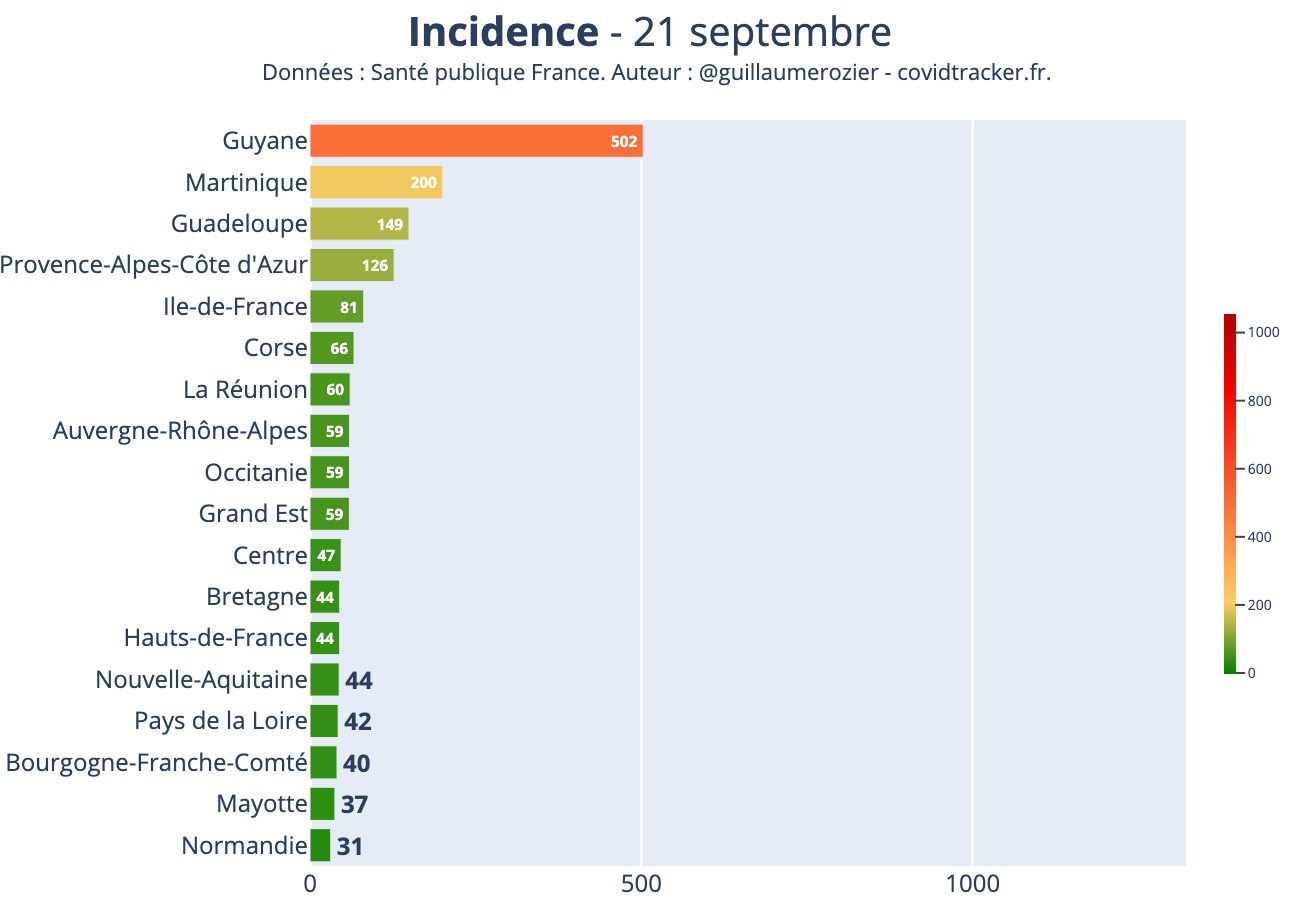 Incidence - 21 septembre
Données : Santé publique France. Auteur : @guillaumerozier - covidtracker.fr.
Guyane 502
Martinique 200
Guadeloupe 149
Provence-Alpes-Côte d'Azur 126
Ile-de-France 81
Corse 66
La Réunion 60
Auvergne-Rhône-Alpes 59
Occitanie 59
Grand Est 59
Centre 47
Bretagne 44
Hauts-de-France 44
Nouvelle-Aquitaine 44
Pays de la Loire 42
Bourgogne-Franche-Comté 40
Mayotte 37
Normandie 31
0 500 1000
1000
800
600
400
200
0